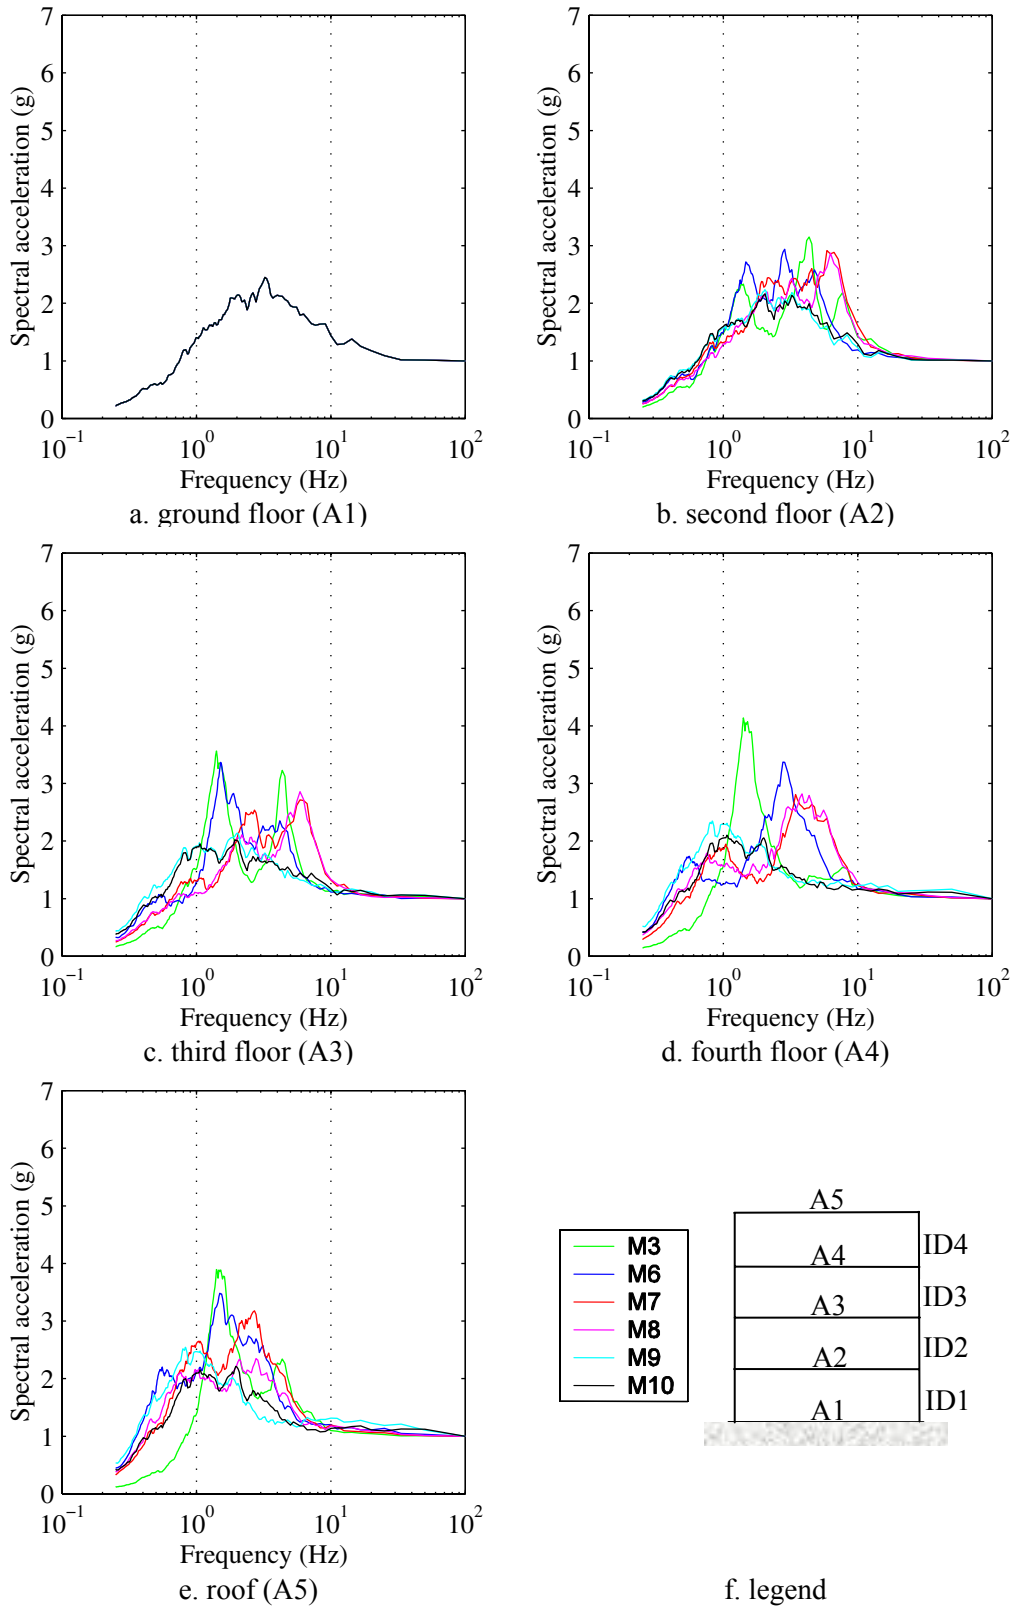 7
6
5
4
3
2
1
0
Spectral acceleration (g)
10⁻¹ 10⁰ 10¹ 10²
Frequency (Hz)
a. ground floor (A1)
7
6
5
4
3
2
1
0
Spectral acceleration (g)
10⁻¹ 10⁰ 10¹ 10²
Frequency (Hz)
b. second floor (A2)
7
6
5
4
3
2
1
0
Spectral acceleration (g)
10⁻¹ 10⁰ 10¹ 10²
Frequency (Hz)
c. third floor (A3)
7
6
5
4
3
2
1
0
Spectral acceleration (g)
10⁻¹ 10⁰ 10¹ 10²
Frequency (Hz)
d. fourth floor (A4)
7
6
5
4
3
2
1
0
Spectral acceleration (g)
10⁻¹ 10⁰ 10¹ 10²
Frequency (Hz)
e. roof (A5)
M3
M6
M7
M8
M9
M10
A5
A4 ID4
A3 ID3
A2 ID2
A1 ID1
f. legend